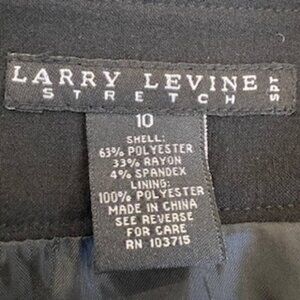 LARRY LEVINE
STRETCH
SPT
10
SHELL:
63% POLYESTER
33% RAYON
4% SPANDEX
LINING:
100% POLYESTER
MADE IN CHINA
SEE REVERSE
FOR CARE
RN 103715